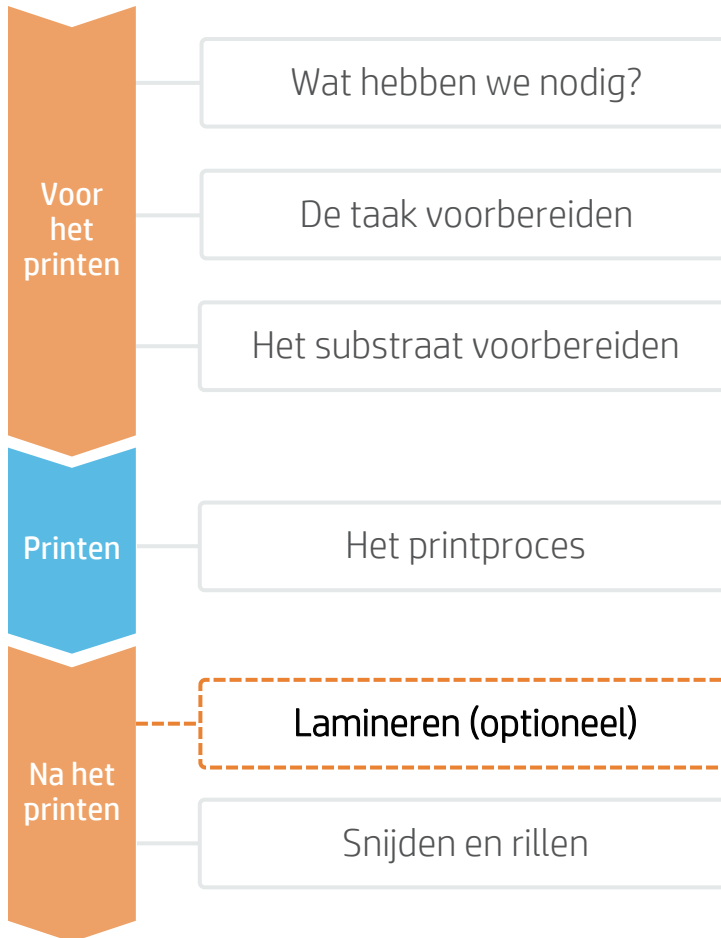 Voor
het
printen
Wat hebben we nodig?
De taak voorbereiden
Het substraat voorbereiden
Printen
Het printproces
Na het
printen
Lamineren (optioneel)
Snijden en rillen